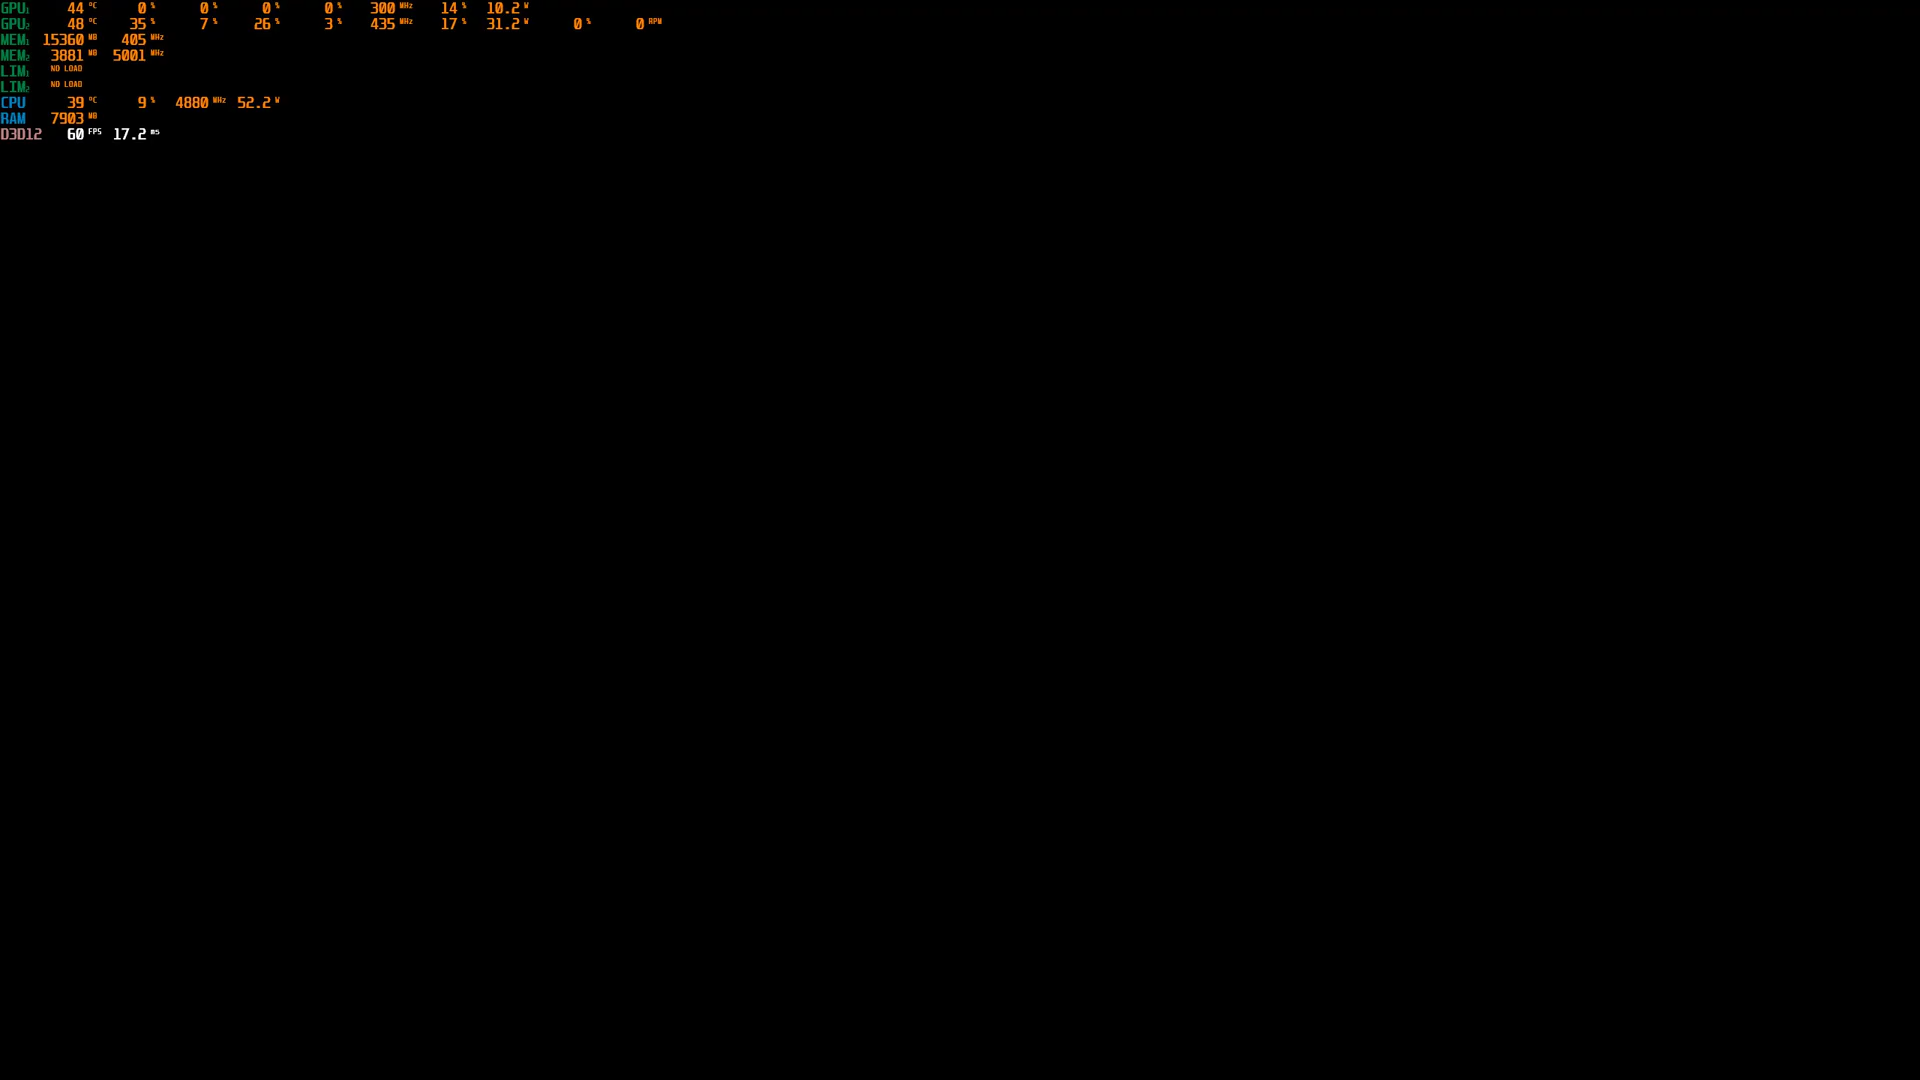 GPU₁ 44 °C 0 % 0 % 0 % 0 % 300 MHz 14 % 10.2 W
GPU₂ 48 °C 35 % 7 % 26 % 3 % 435 MHz 17 % 31.2 W 0 % 0 RPM
MEM₁ 15360 MB 405 MHz
MEM₂ 3881 MB 5001 MHz
LIM₁ NO LOAD
LIM₂ NO LOAD
CPU 39 °C 9 % 4880 MHz 52.2 W
RAM 7903 MB
D3D12 60 FPS 17.2 ms